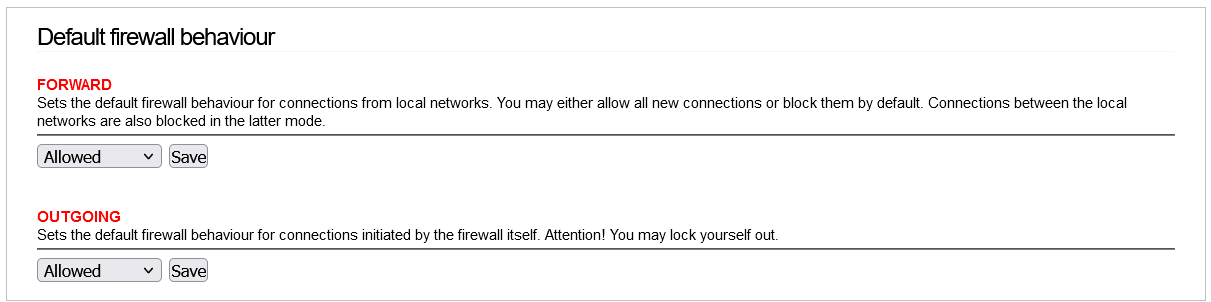 Default firewall behaviour
FORWARD
Sets the default firewall behaviour for connections from local networks. You may either allow all new connections or block them by default. Connections between the local
networks are also blocked in the latter mode.
Allowed Save
OUTGOING
Sets the default firewall behaviour for connections initiated by the firewall itself. Attention! You may lock yourself out.
Allowed Save